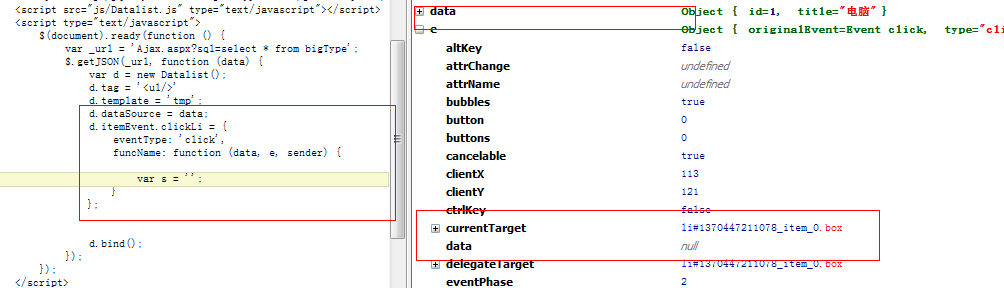 <script src="js/Datalist.js" type="text/javascript"></script>
<script type="text/javascript">
$(document).ready(function () {
var _url = 'Ajax.aspx?sql=select * from bigType';
$.getJSON(_url, function (data) {
var d = new Datalist();
d.tag = '<ul/>'
d.template = 'tmp';
d.dataSource = data;
d.itemEvent.clickLi = {
eventType: 'click',
funcName: function (data, e, sender) {
var s = '';
}
};
d.bind();
});
});
</script>
data Object { id=1, title="电脑" }
e Object { originalEvent=Event click, type="cli
altKey false
attrChange undefined
attrName undefined
bubbles true
button 0
buttons 0
cancelable true
clientX 113
clientY 121
ctrlKey false
currentTarget li#1370447211078_item_0.box
data null
delegateTarget li#1370447211078_item_0.box
eventPhase 2